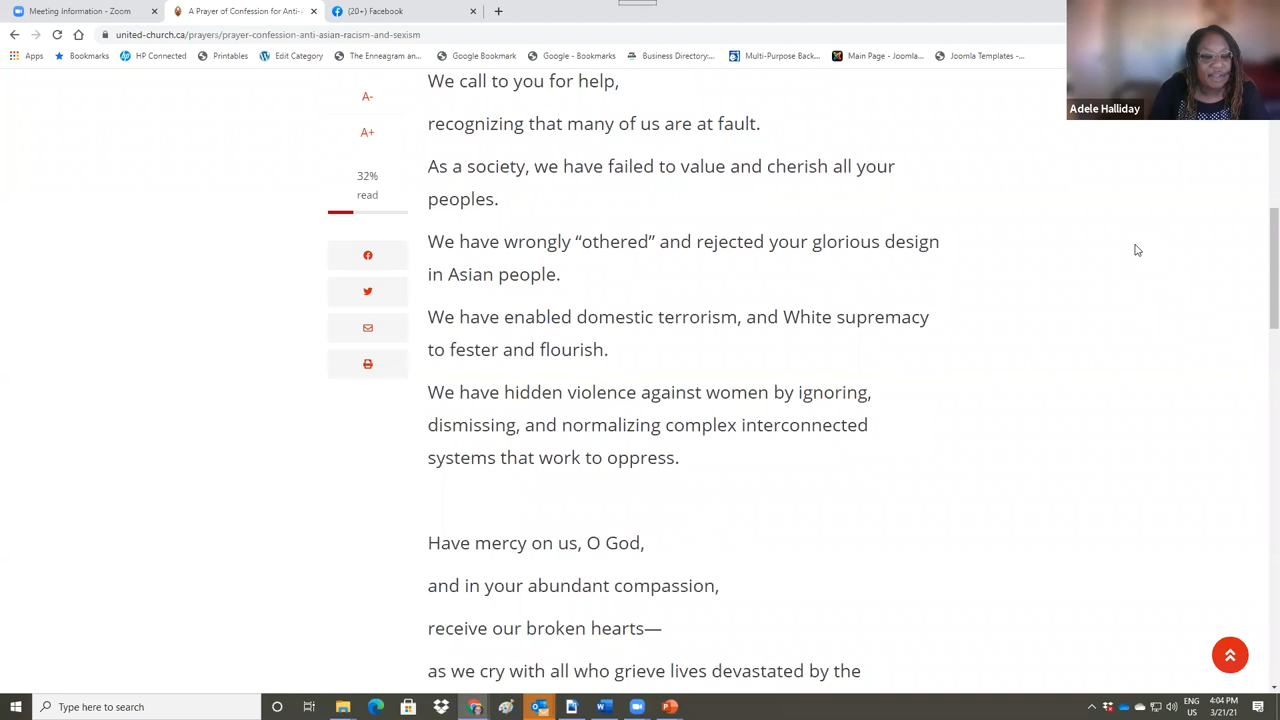 Meeting Information - Zoom
A Prayer of Confession for Anti-A
(20+) Facebook
united-church.ca/prayers/prayer-confession-anti-asian-racism-and-sexism
Apps
Bookmarks
HP Connected
Printables
Edit Category
The Enneagram an...
Google Bookmark
Google - Bookmarks
Business Directory:...
Multi-Purpose Back...
Main Page - Joomla...
Joomla Templates -...
Adele Halliday
A-
A+
32%
read
We call to you for help,
recognizing that many of us are at fault.
As a society, we have failed to value and cherish all your
peoples.
We have wrongly “othered” and rejected your glorious design
in Asian people.
We have enabled domestic terrorism, and White supremacy
to fester and flourish.
We have hidden violence against women by ignoring,
dismissing, and normalizing complex interconnected
systems that work to oppress.
Have mercy on us, O God,
and in your abundant compassion,
receive our broken hearts—
as we cry with all who grieve lives devastated by the
Type here to search
ENG
US
4:04 PM
3/21/21